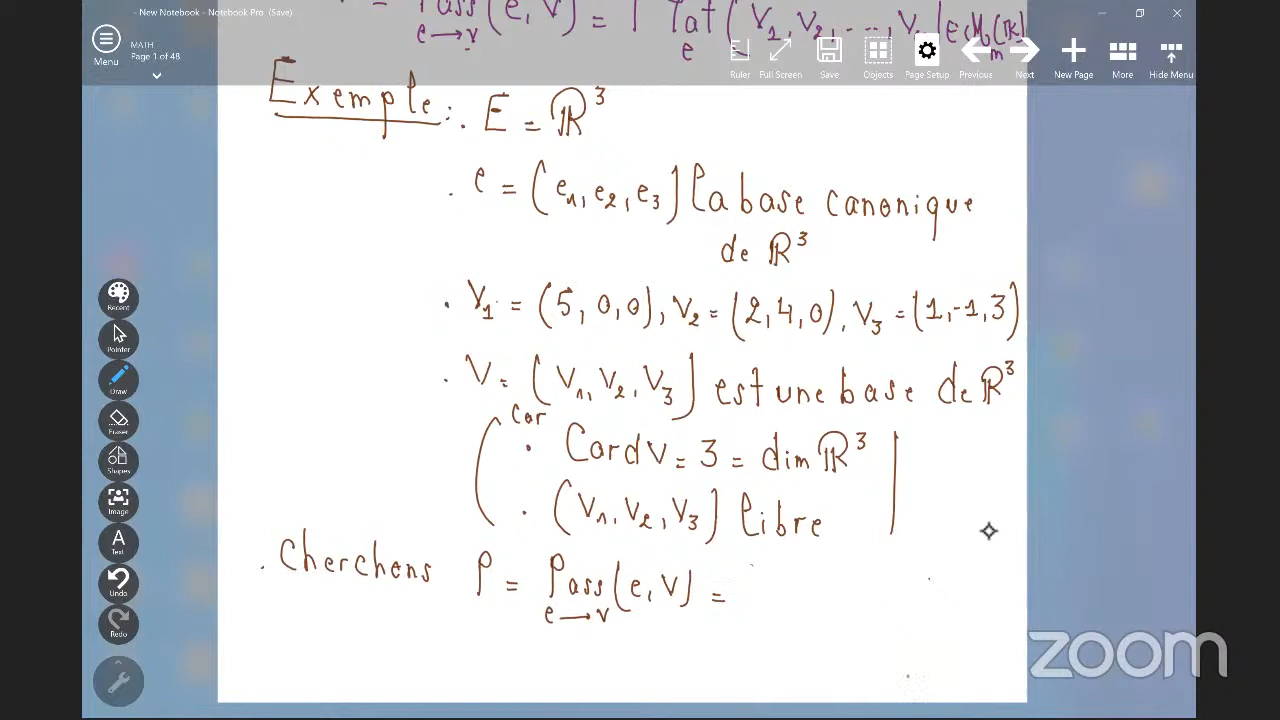 - New Notebook - Notebook Pro (Save)
MATH
Page 1 of 48
Menu
Ruler Full Screen Save Objects Page Setup Previous Next New Page More Hide Menu
Pass (e, V) =
e→v e
Exemple : . E = ℝ³
. e = (e₁, e₂, e₃) la base canonique
de ℝ³
. V₁ = (5, 0, 0), V₂ = (2, 4, 0), V₃ = (1, -1, 3)
. V = (V₁, V₂, V₃) est une base de ℝ³
( car
. Card V = 3 = dim ℝ³
. (V₁, V₂, V₃) libre )
. Cherchons P = Pass (e, V) =
e→v
Recent
Pointer
Draw
Eraser
Shapes
Image
Text
Undo
Redo
zoom